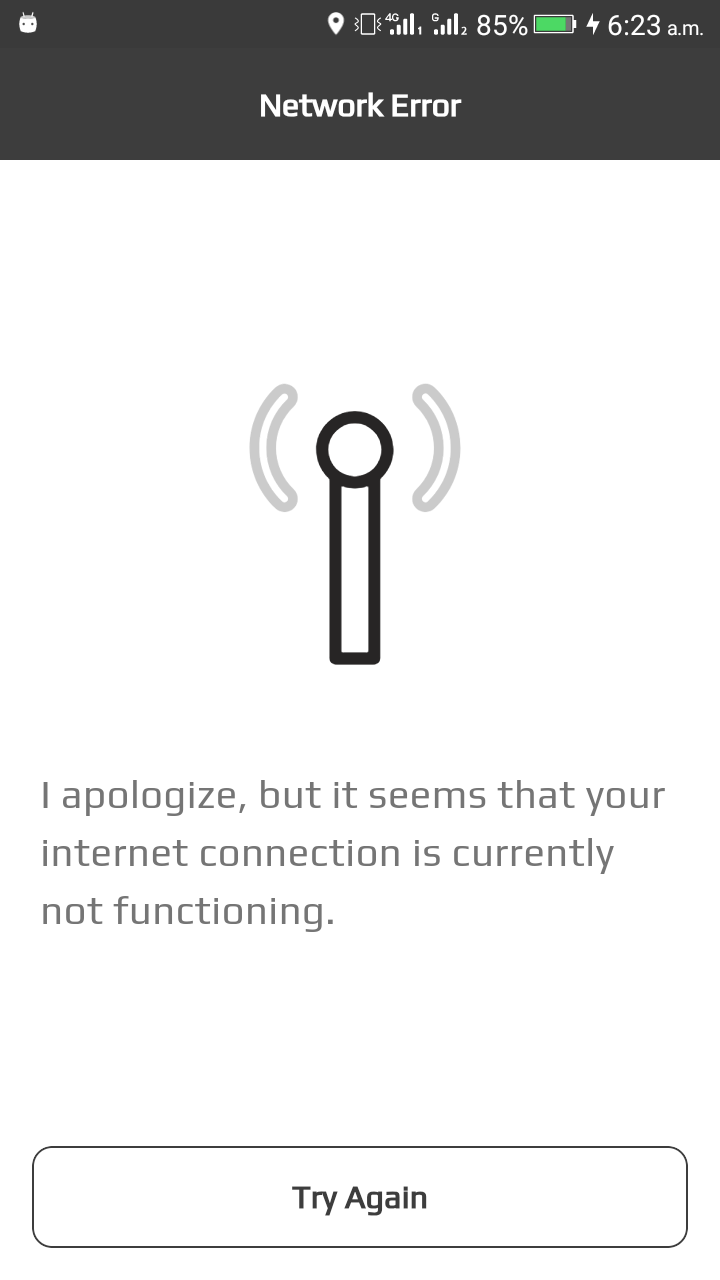 4G 1 G 2 85% 6:23 a.m.
Network Error
I apologize, but it seems that your
internet connection is currently
not functioning.
Try Again